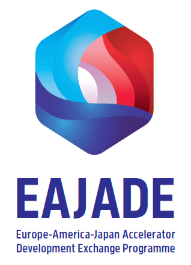 EAJADE
Europe-America-Japan Accelerator
Development Exchange Programme